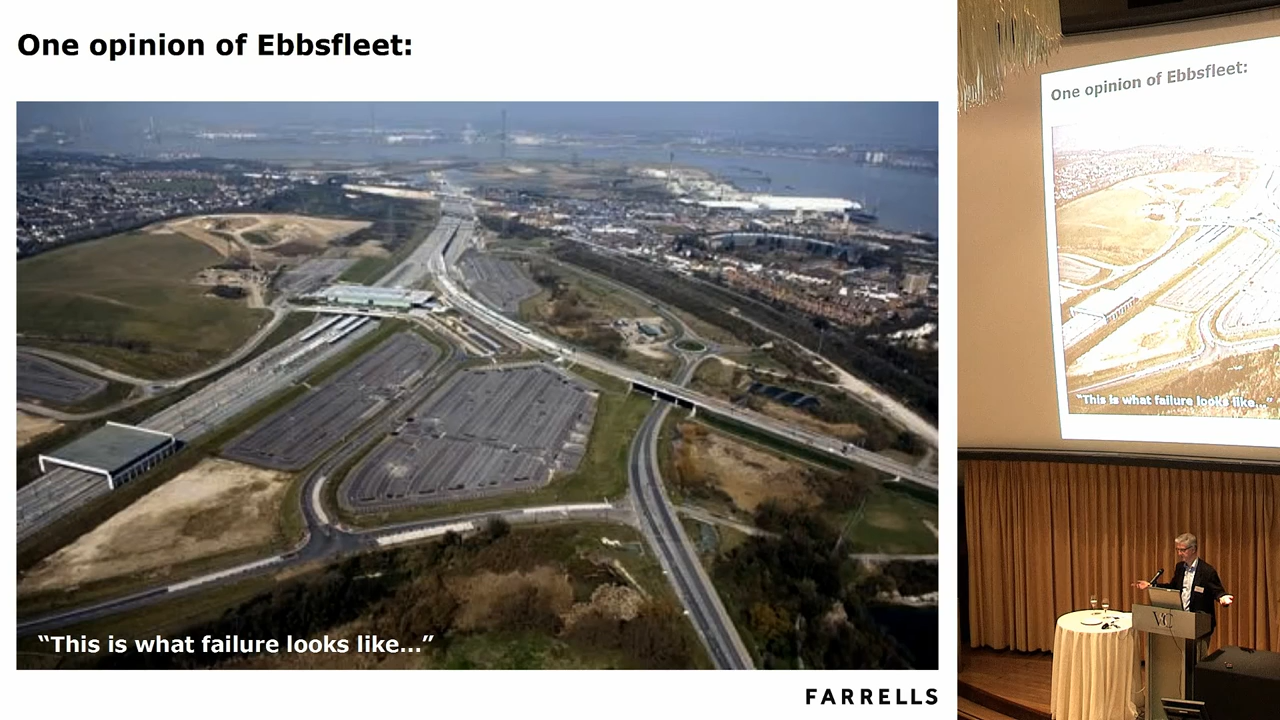 One opinion of Ebbsfleet:
“This is what failure looks like...”
FARRELLS
One opinion of Ebbsfleet:
“This is what failure looks like...”